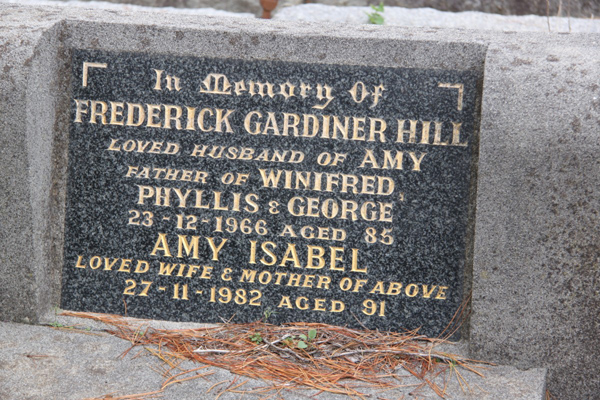 In Memory Of
FREDERICK GARDINER HILL
LOVED HUSBAND OF AMY
FATHER OF WINIFRED,
PHYLLIS & GEORGE
23-12-1966 AGED 85
AMY ISABEL
LOVED WIFE & MOTHER OF ABOVE
27-11-1982 AGED 91